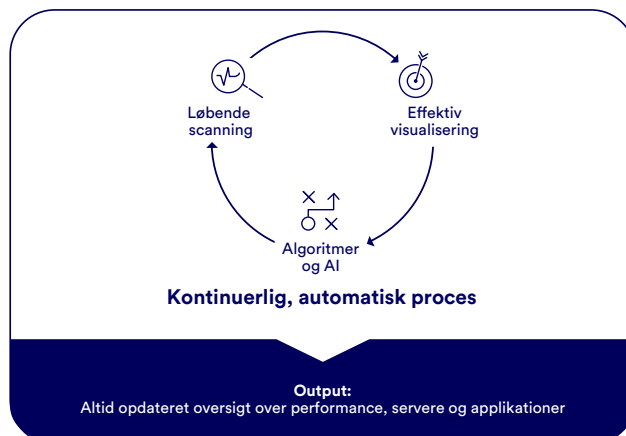 Løbende
scanning
Effektiv
visualisering
Algoritmer
og AI
Kontinuerlig, automatisk proces
Output:
Altid opdateret oversigt over performance, servere og applikationer